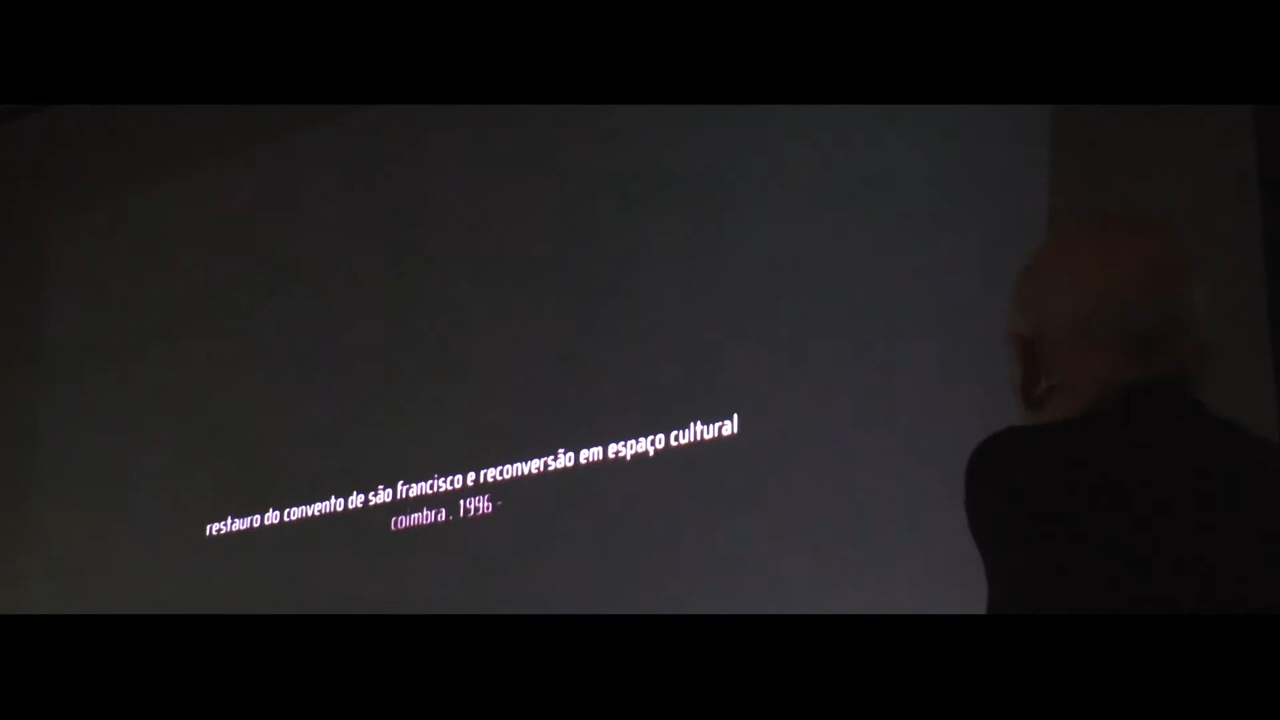 restauro do convento de são francisco e reconversão em espaço cultural
coimbra . 1996 -